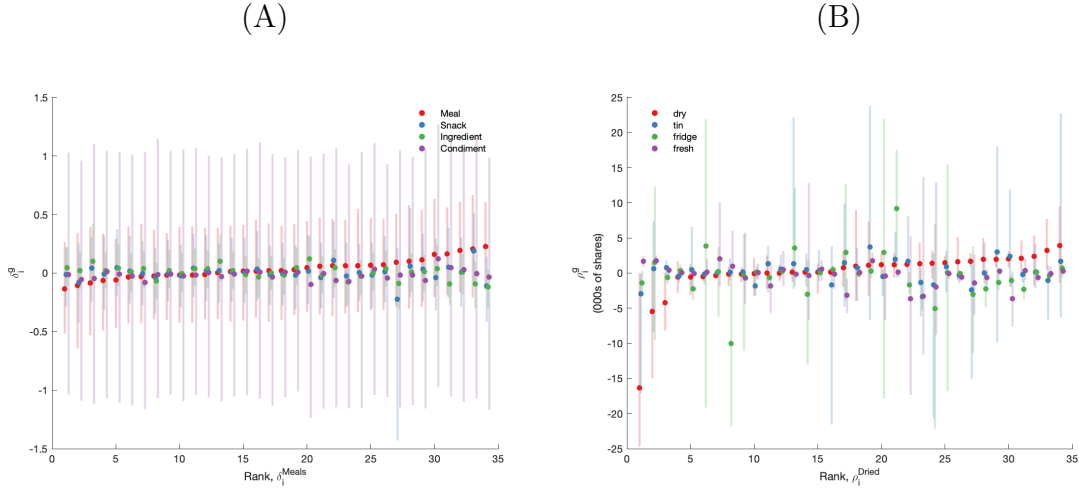 (A)
(B)
1.5
1
0.5
0
-0.5
-1
-1.5
δ_i^g
0
5
10
15
20
25
30
35
Rank, δ_i^Meals
Meal
Snack
Ingredient
Condiment
25
20
15
10
5
0
-5
-10
-15
-20
-25
ρ_i^g
(000s of shares)
0
5
10
15
20
25
30
35
Rank, ρ_i^Dried
dry
tin
fridge
fresh